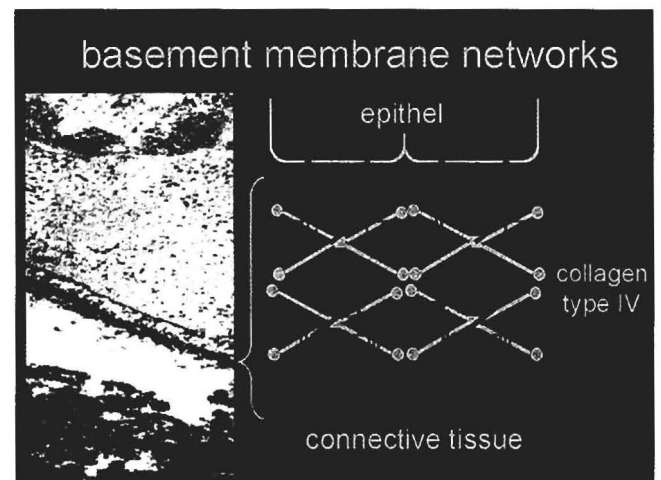 basement membrane networks
epithel
collagen
type IV
connective tissue